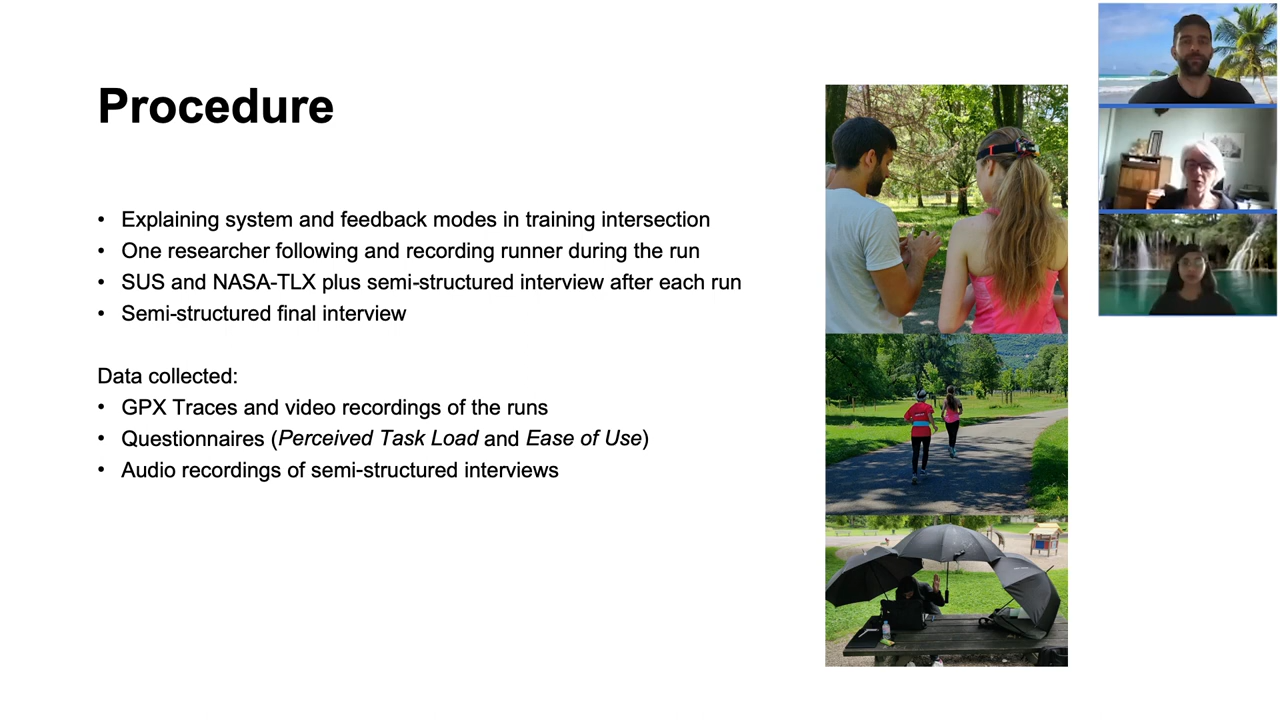 Procedure
• Explaining system and feedback modes in training intersection
• One researcher following and recording runner during the run
• SUS and NASA-TLX plus semi-structured interview after each run
• Semi-structured final interview
Data collected:
• GPX Traces and video recordings of the runs
• Questionnaires (Perceived Task Load and Ease of Use)
• Audio recordings of semi-structured interviews